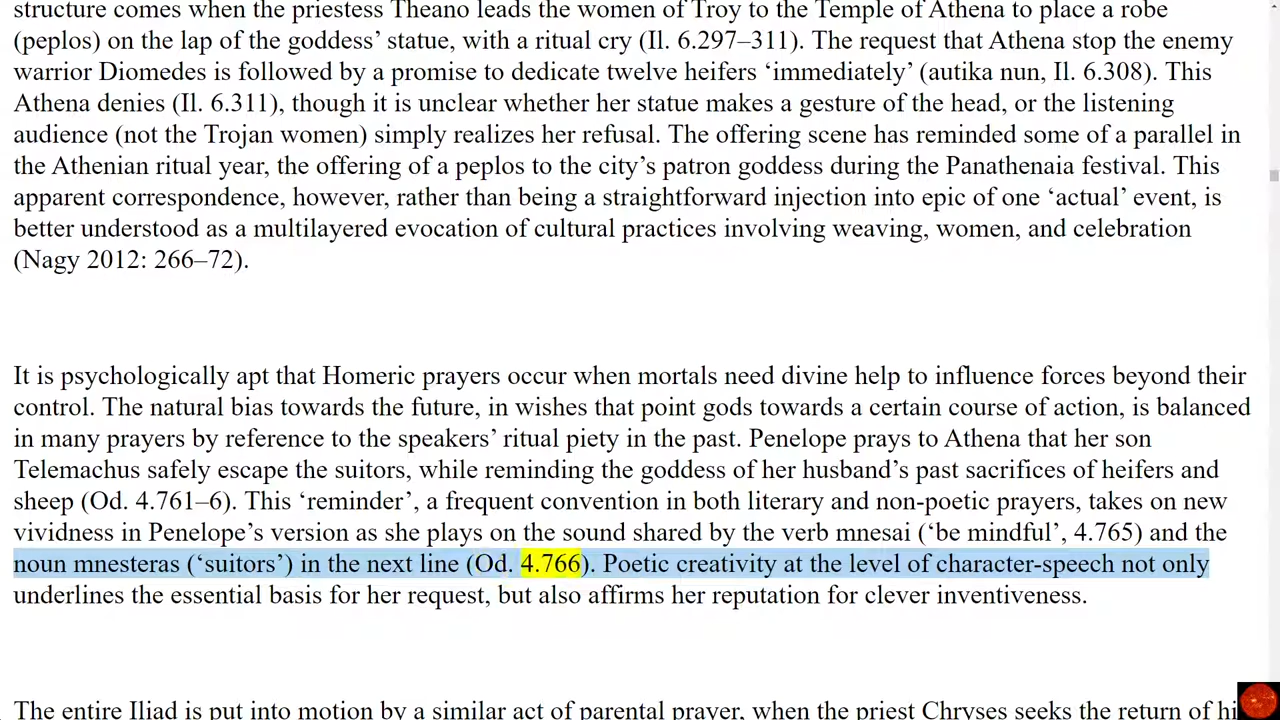 structure comes when the priestess Theano leads the women of Troy to the Temple of Athena to place a robe
(peplos) on the lap of the goddess’ statue, with a ritual cry (Il. 6.297–311). The request that Athena stop the enemy
warrior Diomedes is followed by a promise to dedicate twelve heifers ‘immediately’ (autika nun, Il. 6.308). This
Athena denies (Il. 6.311), though it is unclear whether her statue makes a gesture of the head, or the listening
audience (not the Trojan women) simply realizes her refusal. The offering scene has reminded some of a parallel in
the Athenian ritual year, the offering of a peplos to the city’s patron goddess during the Panathenaia festival. This
apparent correspondence, however, rather than being a straightforward injection into epic of one ‘actual’ event, is
better understood as a multilayered evocation of cultural practices involving weaving, women, and celebration
(Nagy 2012: 266–72).
It is psychologically apt that Homeric prayers occur when mortals need divine help to influence forces beyond their
control. The natural bias towards the future, in wishes that point gods towards a certain course of action, is balanced
in many prayers by reference to the speakers’ ritual piety in the past. Penelope prays to Athena that her son
Telemachus safely escape the suitors, while reminding the goddess of her husband’s past sacrifices of heifers and
sheep (Od. 4.761–6). This ‘reminder’, a frequent convention in both literary and non-poetic prayers, takes on new
vividness in Penelope’s version as she plays on the sound shared by the verb mnesai (‘be mindful’, 4.765) and the
noun mnesteras (‘suitors’) in the next line (Od. 4.766). Poetic creativity at the level of character-speech not only
underlines the essential basis for her request, but also affirms her reputation for clever inventiveness.
The entire Iliad is put into motion by a similar act of parental prayer, when the priest Chryses seeks the return of